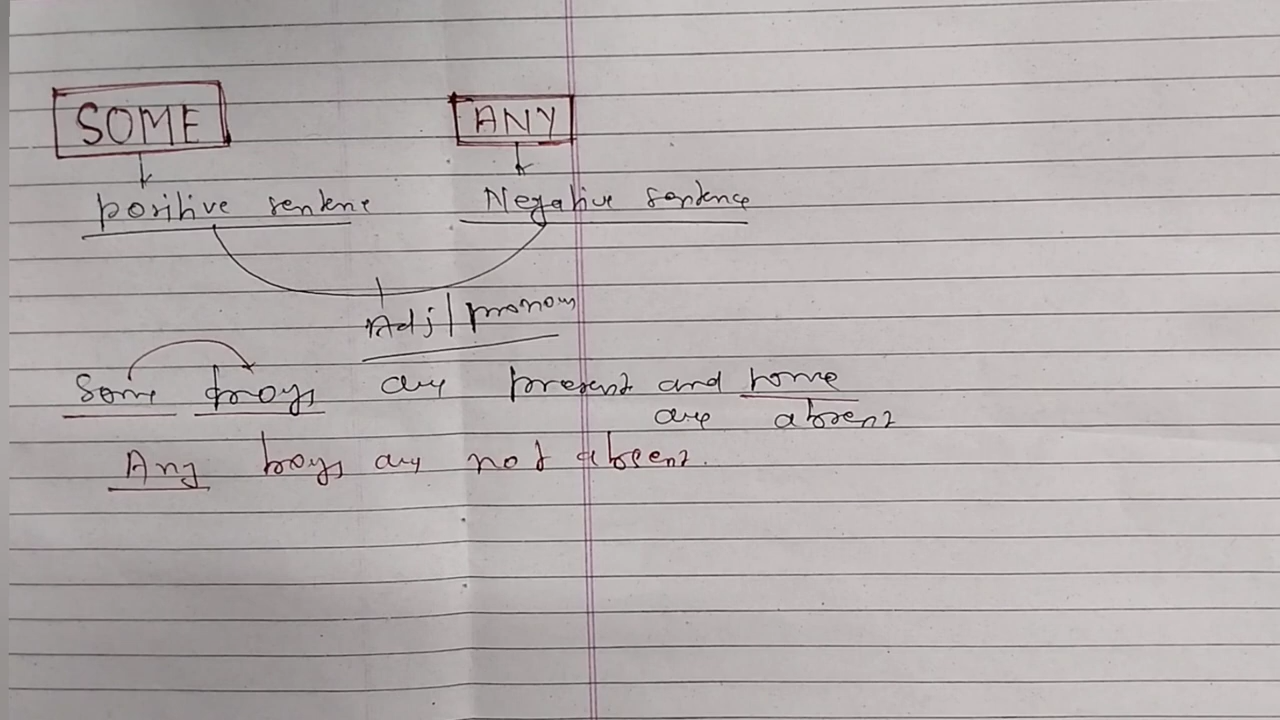 SOME ANY
positive sentence Negative sentence
Adj/pronoun
Some boys are present and some
are absent
Any boys are not absent.